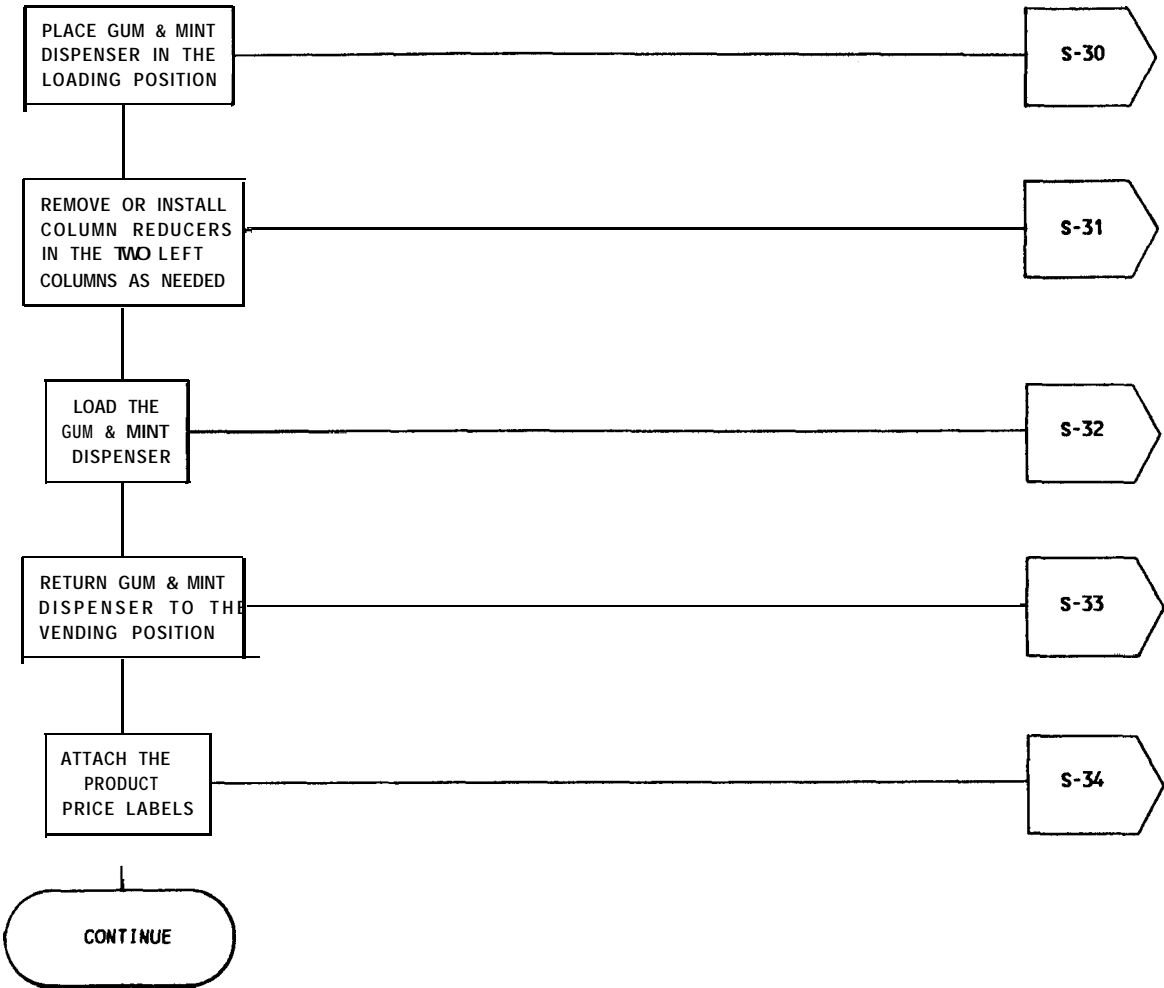 PLACE GUM & MINT
DISPENSER IN THE
LOADING POSITION
S-30
REMOVE OR INSTALL
COLUMN REDUCERS
IN THE TWO LEFT
COLUMNS AS NEEDED
S-31
LOAD THE
GUM & MINT
DISPENSER
S-32
RETURN GUM & MINT
DISPENSER TO THE
VENDING POSITION
S-33
ATTACH THE
PRODUCT
PRICE LABELS
S-34
CONTINUE